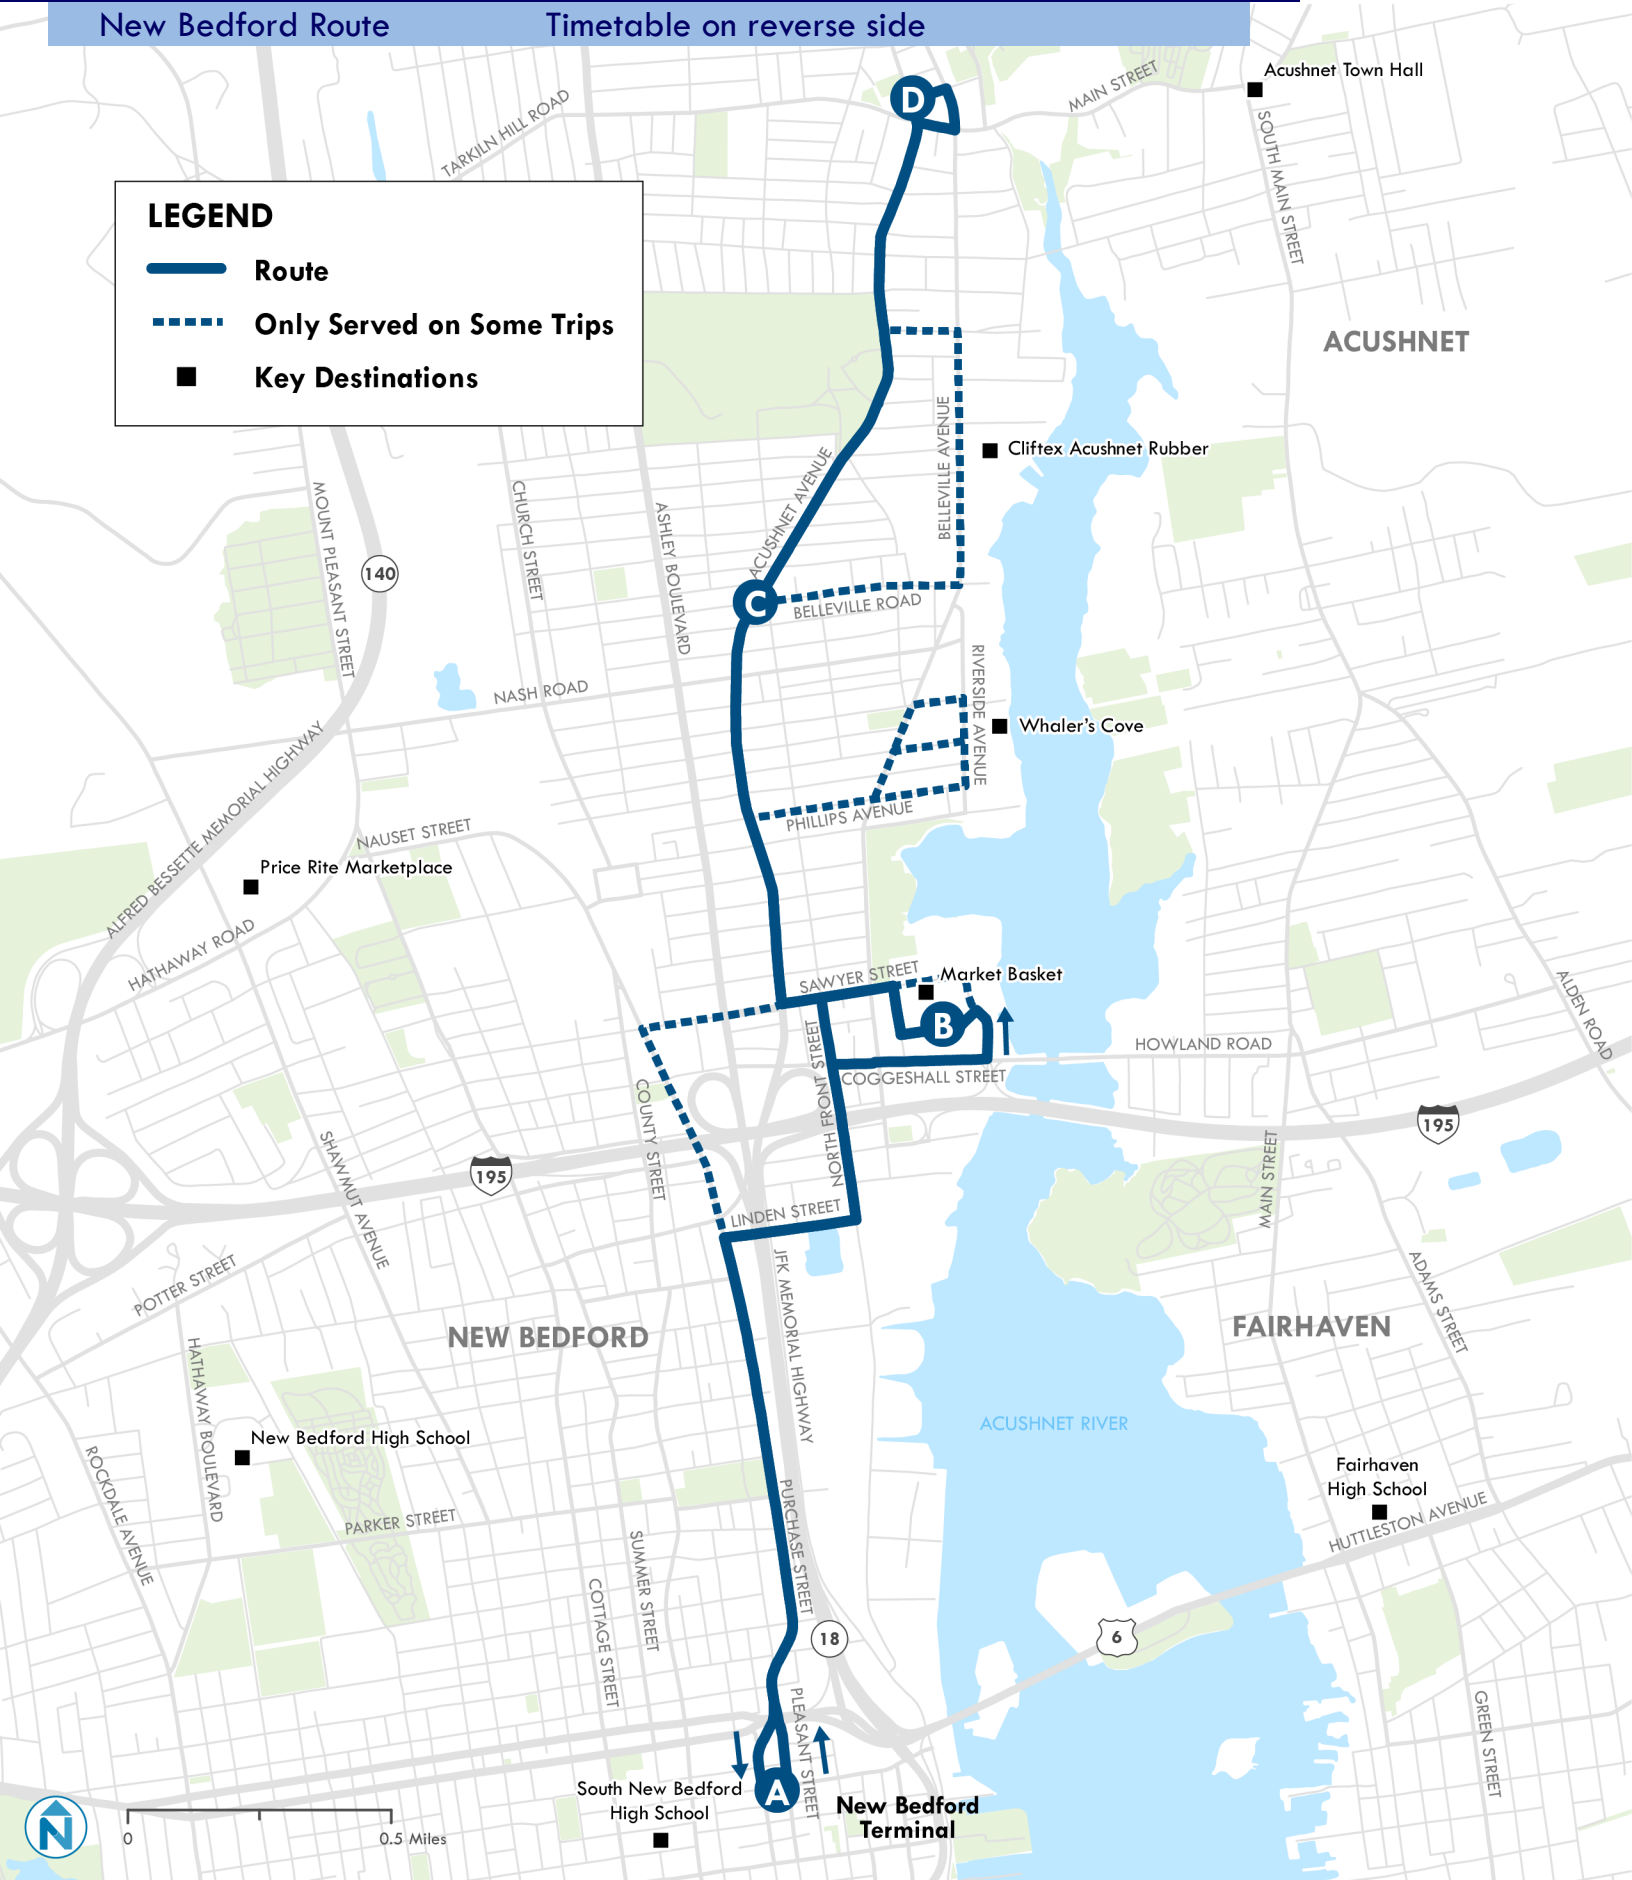 New Bedford Route Timetable on reverse side
D
Acushnet Town Hall
MAIN STREET
TARKILN HILL ROAD
SOUTH MAIN STREET
LEGEND
Route
Only Served on Some Trips
Key Destinations
ACUSHNET
BELLEVILLE AVENUE
Cliftex Acushnet Rubber
ACUSHNET AVENUE
MOUNT PLEASANT STREET
CHURCH STREET
ASHLEY BOULEVARD
140
C
BELLEVILLE ROAD
NASH ROAD
RIVERSIDE AVENUE
Whaler's Cove
ALFRED BESSETTE MEMORIAL HIGHWAY
PHILLIPS AVENUE
NAUSET STREET
Price Rite Marketplace
HATHAWAY ROAD
SAWYER STREET
Market Basket
B
ALDEN ROAD
NORTH FRONT STREET
HOWLAND ROAD
COGGESHALL STREET
COUNTY STREET
195
195
SHAWMUT AVENUE
MAIN STREET
LINDEN STREET
POTTER STREET
JFK MEMORIAL HIGHWAY
ADAMS STREET
NEW BEDFORD
FAIRHAVEN
HATHAWAY BOULEVARD
ACUSHNET RIVER
New Bedford High School
ROCKDALE AVENUE
Fairhaven
High School
PURCHASE STREET
PARKER STREET
HUTTLESTON AVENUE
SUMMER STREET
COTTAGE STREET
18
6
PLEASANT STREET
GREEN STREET
A
South New Bedford
High School
New Bedford
Terminal
N
0 0.5 Miles